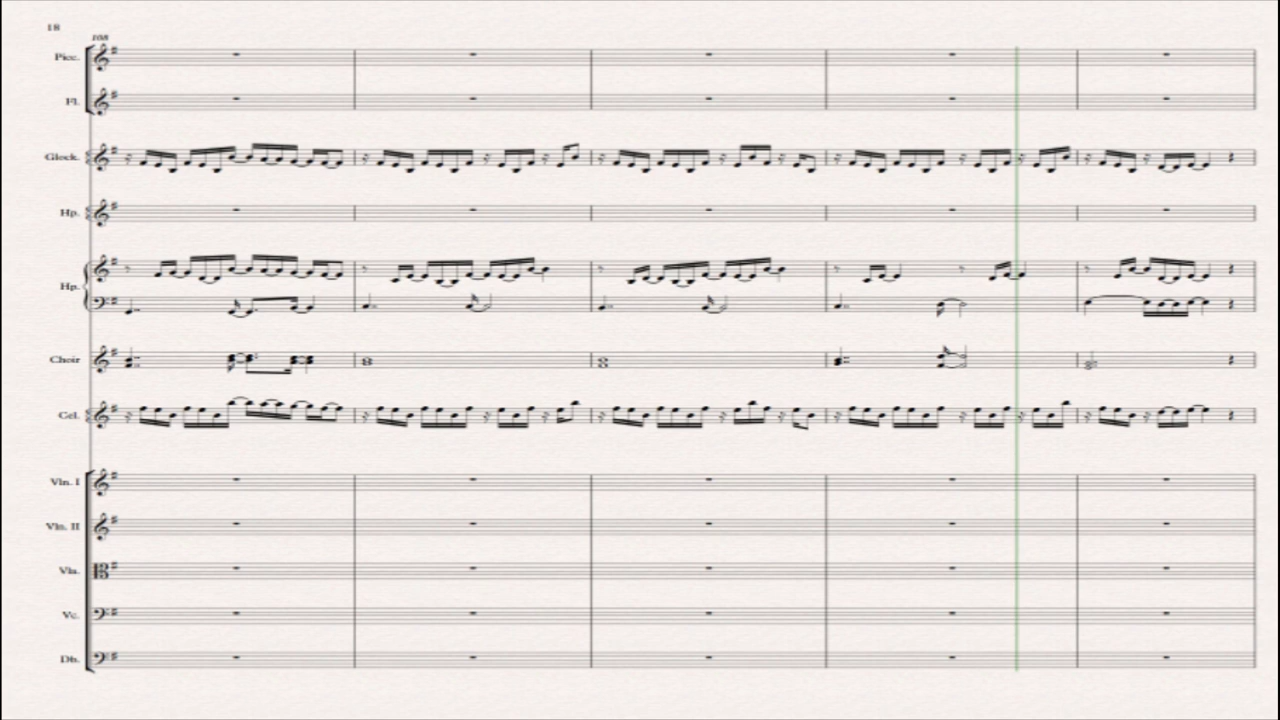 18
108
Picc.
Fl.
Glock.
Hp.
Hp.
Choir
Cel.
Vln. I
Vln. II
Vla.
Vc.
Db.